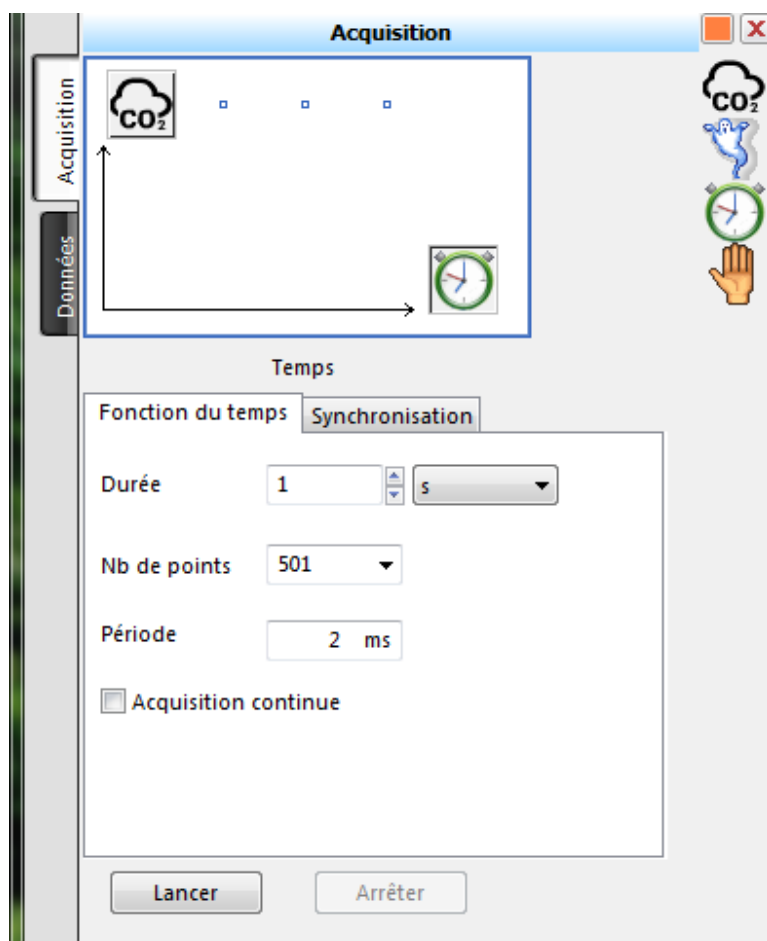 Acquisition
Acquisition
Données
CO2
CO2
Temps
Fonction du temps Synchronisation
Durée 1 s
Nb de points 501
Période 2 ms
Acquisition continue
Lancer Arrêter